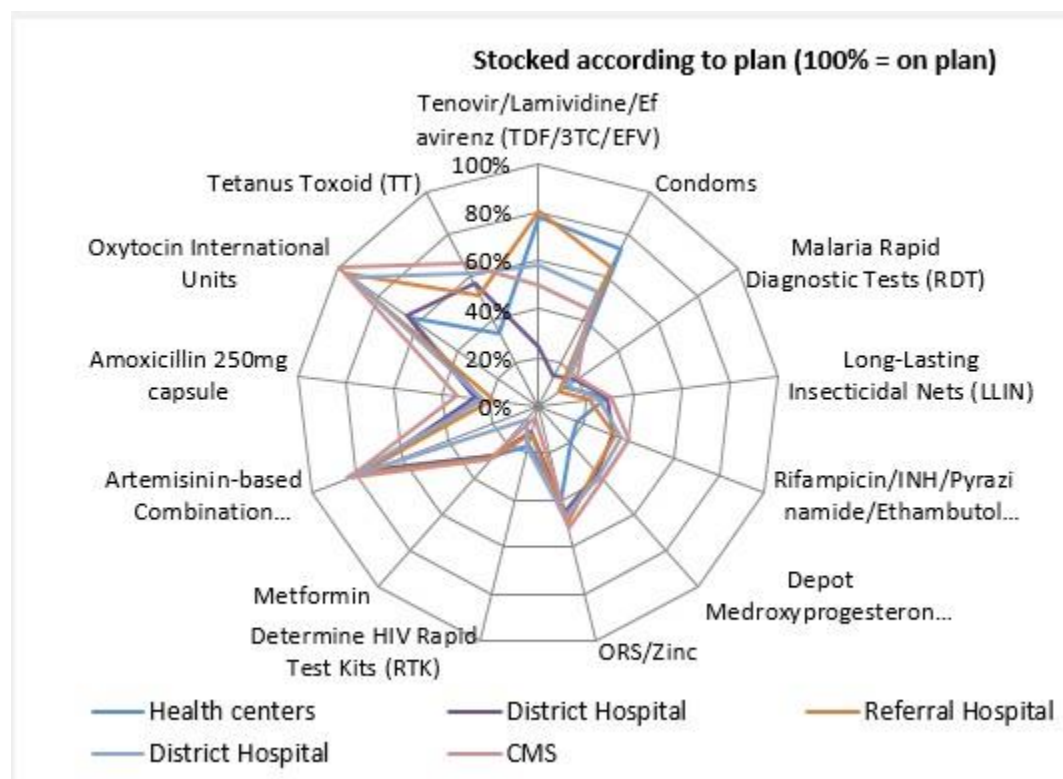 Stocked according to plan (100% = on plan)
Tenovir/Lamividine/Ef
avirenz (TDF/3TC/EFV)
100%
80%
60%
40%
20%
0%
Condoms
Malaria Rapid
Diagnostic Tests (RDT)
Long-Lasting
Insecticidal Nets (LLIN)
Rifampicin/INH/Pyrazi
namide/Ethambutol...
Depot
Medroxyprogesteron...
ORS/Zinc
Determine HIV Rapid
Test Kits (RTK)
Metformin
Artemisinin-based
Combination...
Amoxicillin 250mg
capsule
Oxytocin International
Units
Tetanus Toxoid (TT)
Health centers
District Hospital
Referral Hospital
District Hospital
CMS